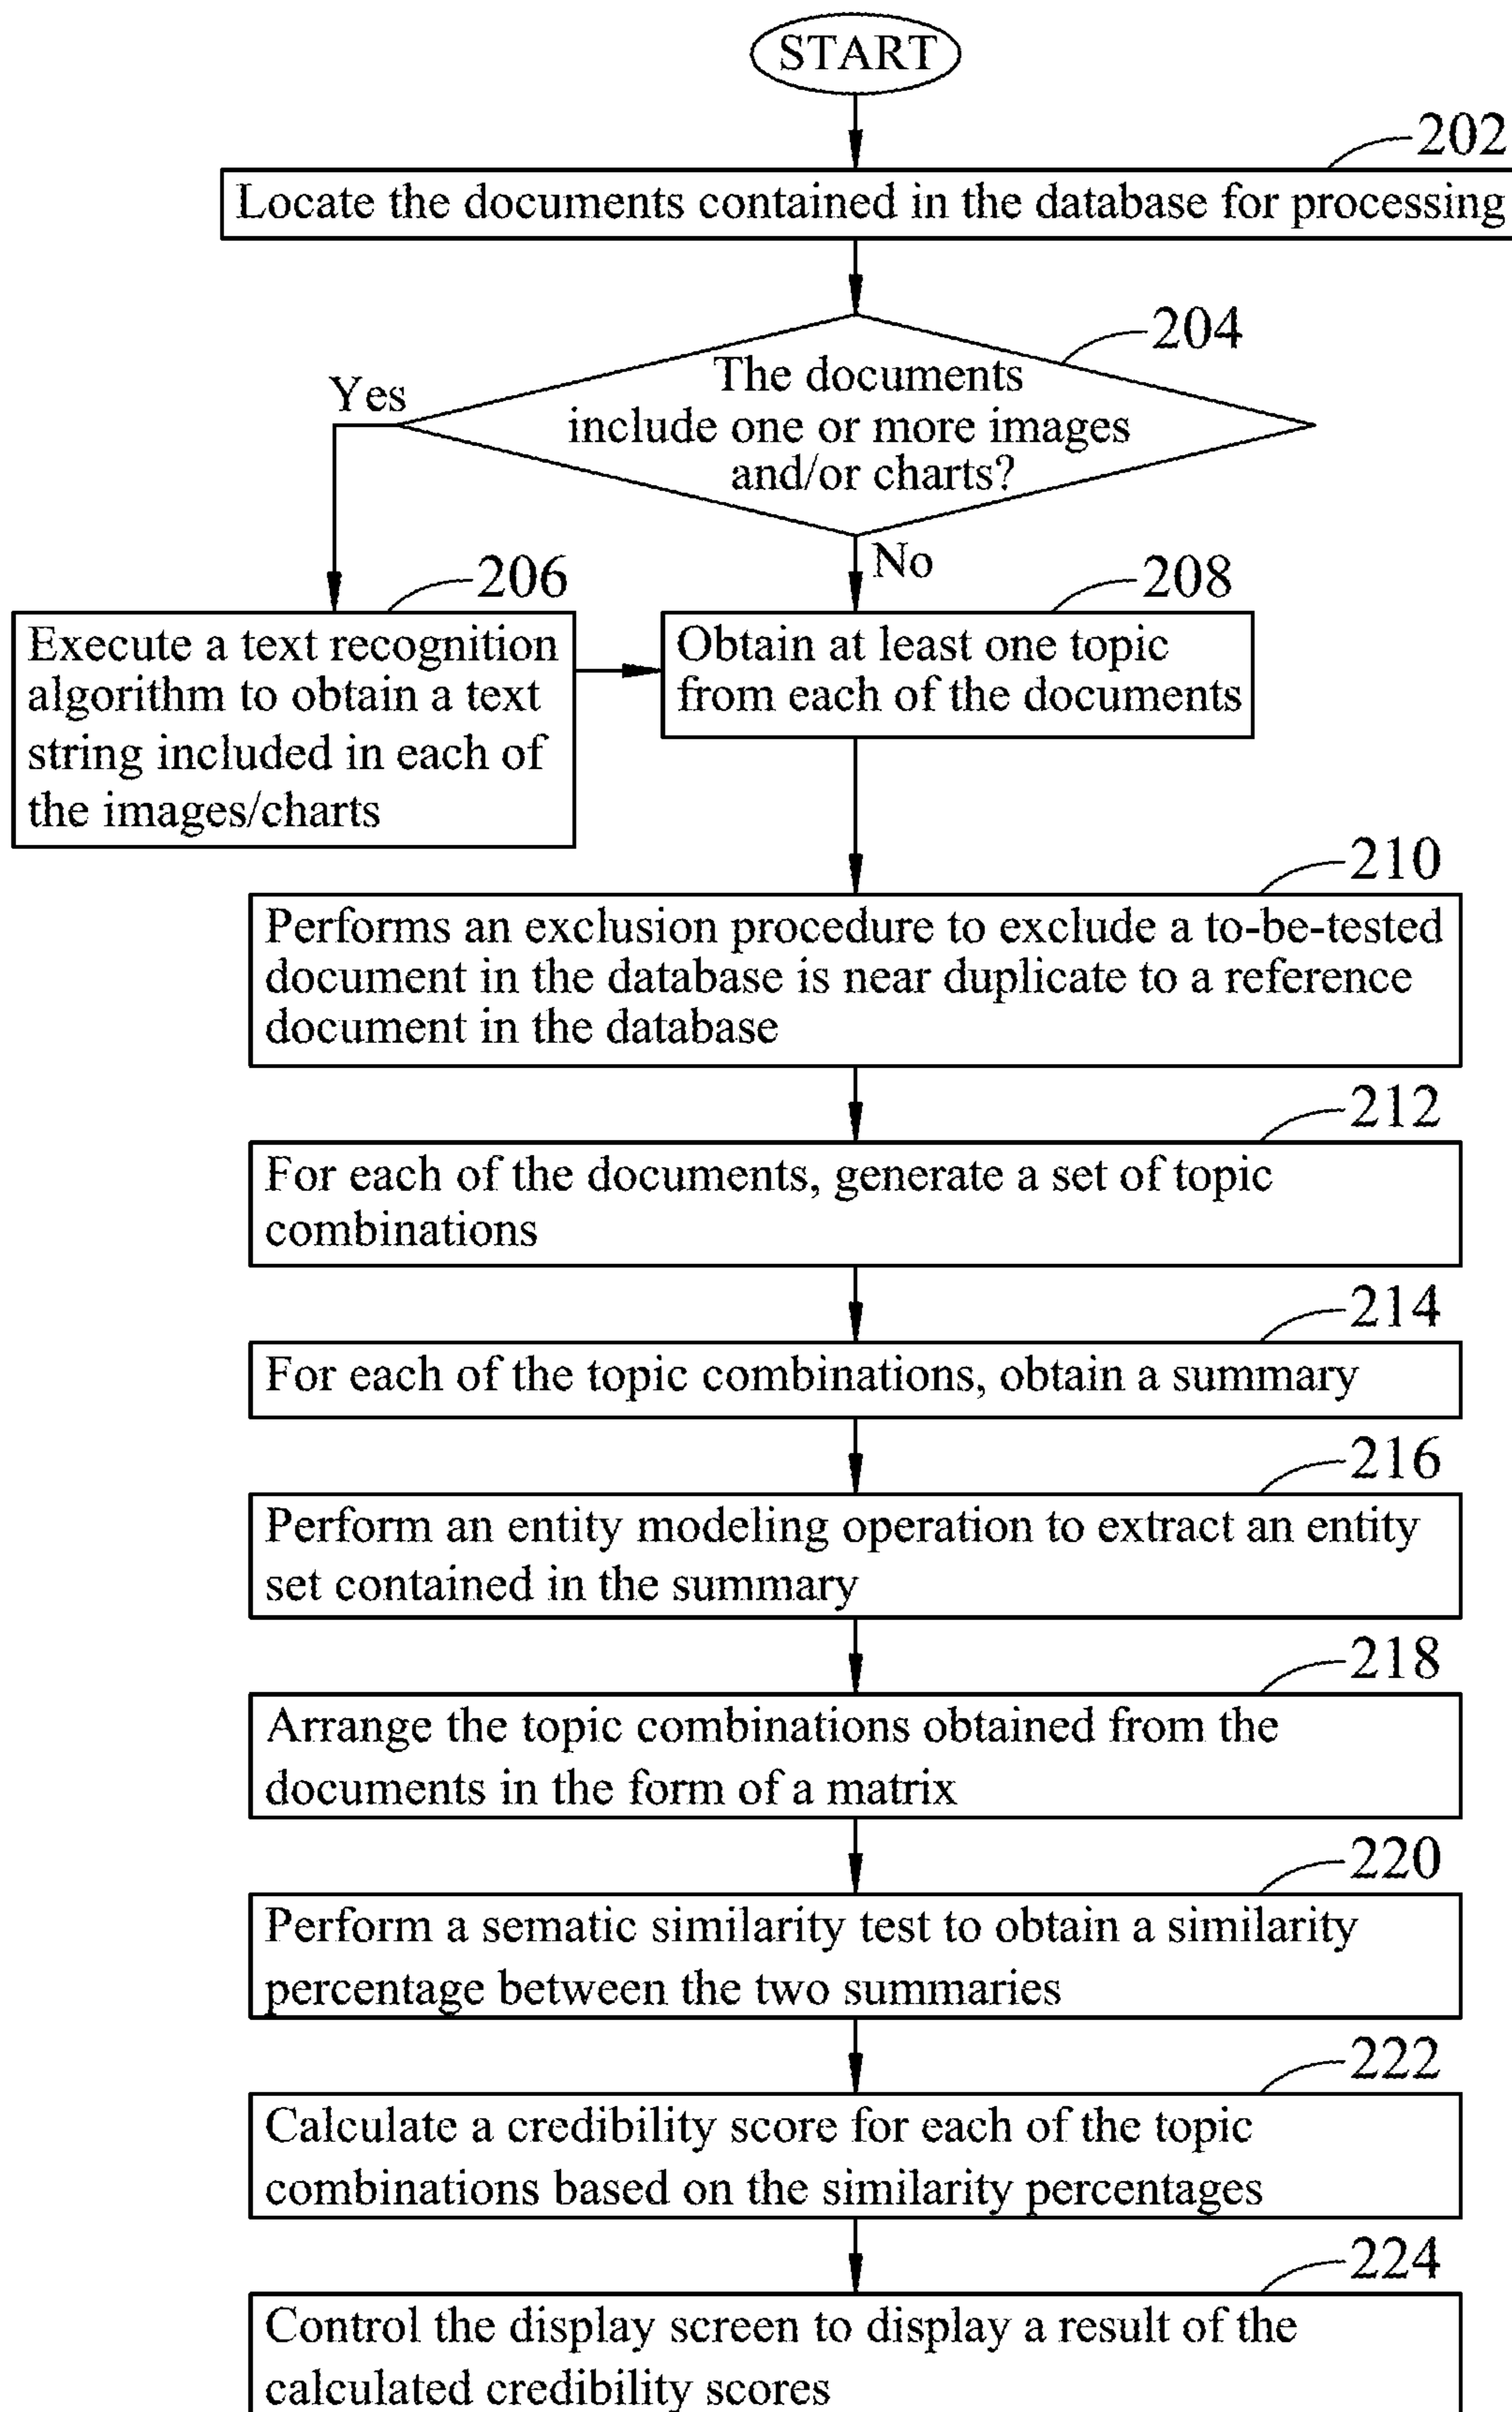 START
202
Locate the documents contained in the database for processing
204
The documents
include one or more images
and/or charts?
Yes
No
206
Execute a text recognition
algorithm to obtain a text
string included in each of
the images/charts
208
Obtain at least one topic
from each of the documents
210
Performs an exclusion procedure to exclude a to-be-tested
document in the database is near duplicate to a reference
document in the database
212
For each of the documents, generate a set of topic
combinations
214
For each of the topic combinations, obtain a summary
216
Perform an entity modeling operation to extract an entity
set contained in the summary
218
Arrange the topic combinations obtained from the
documents in the form of a matrix
220
Perform a sematic similarity test to obtain a similarity
percentage between the two summaries
222
Calculate a credibility score for each of the topic
combinations based on the similarity percentages
224
Control the display screen to display a result of the
calculated credibility scores